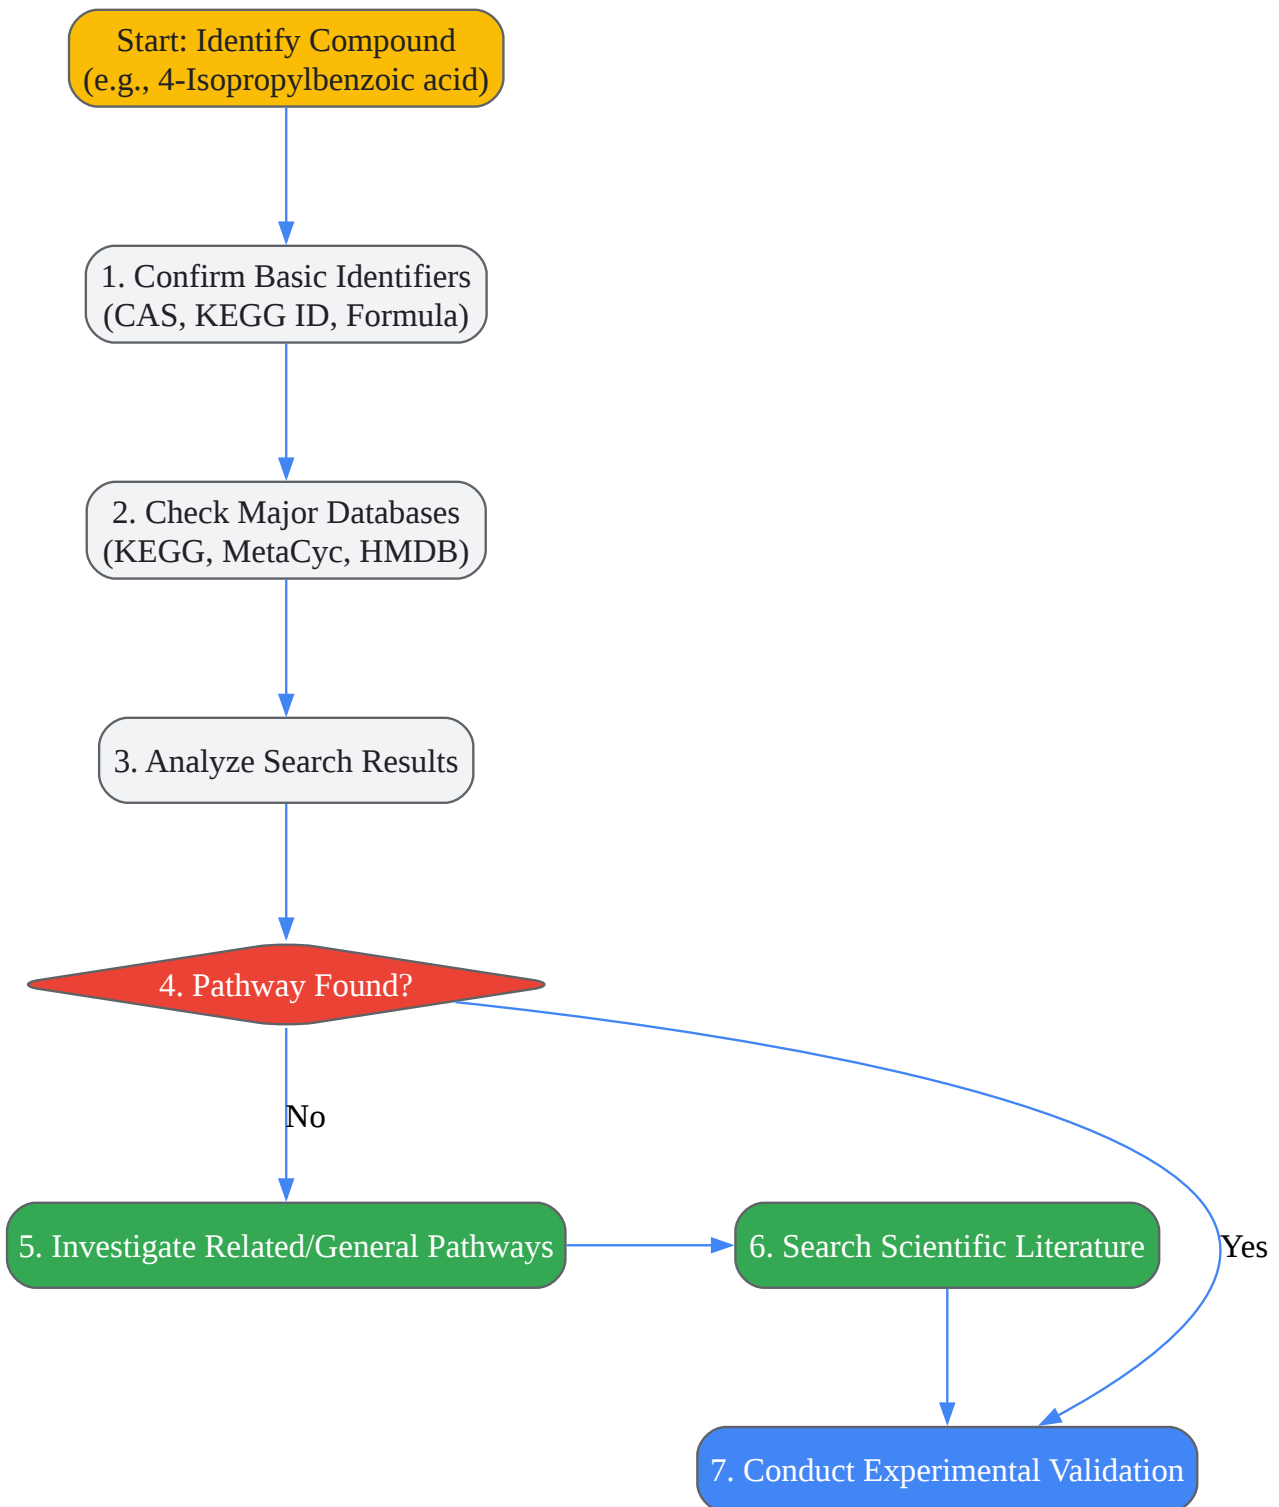 Start: Identify Compound
(e.g., 4-Isopropylbenzoic acid)
1. Confirm Basic Identifiers
(CAS, KEGG ID, Formula)
2. Check Major Databases
(KEGG, MetaCyc, HMDB)
3. Analyze Search Results
4. Pathway Found?
No
5. Investigate Related/General Pathways
6. Search Scientific Literature
Yes
7. Conduct Experimental Validation